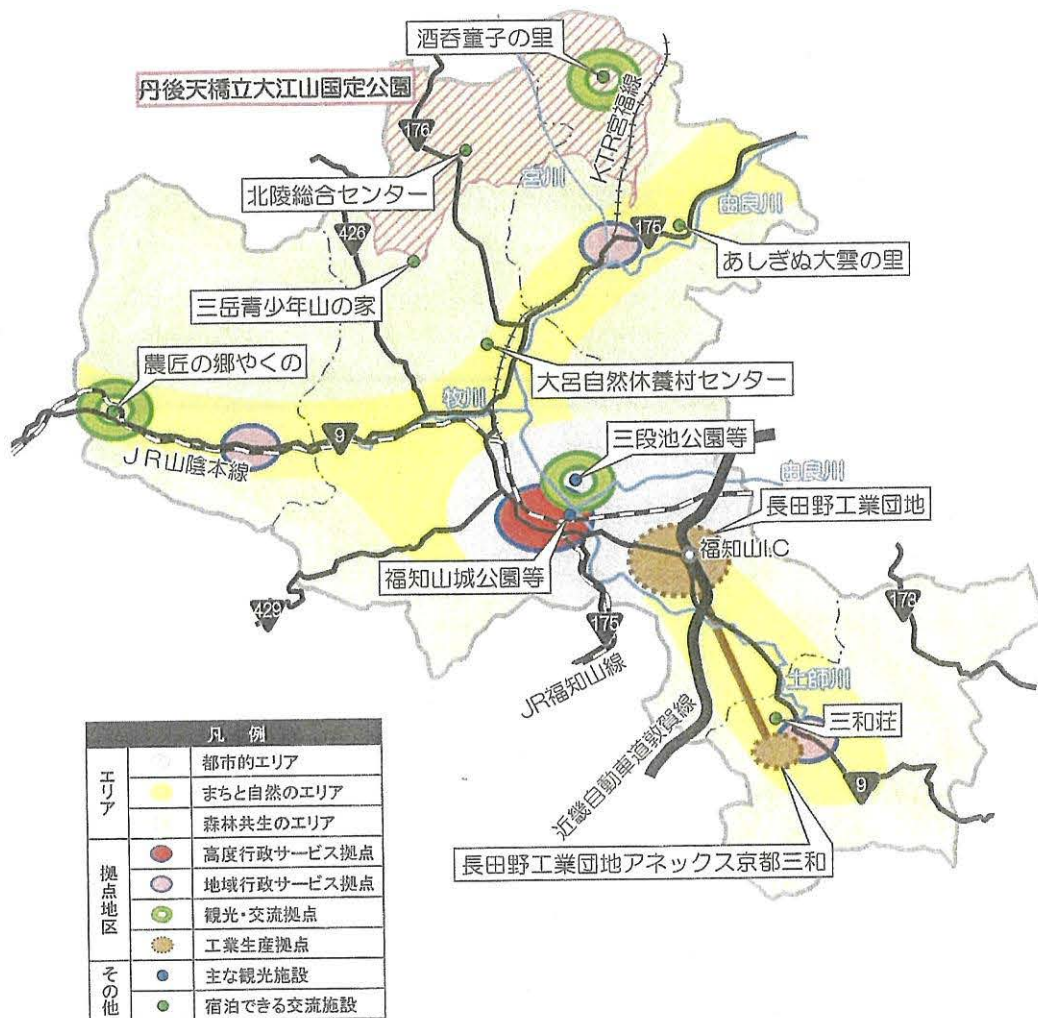 酒呑童子の里
丹後天橋立大江山国定公園
KTR宮福線
176
北陵総合センター
宮川
由良川
426
175
あしぎぬ大雲の里
三岳青少年山の家
農匠の郷やくの
大呂自然休養村センター
牧川
三段池公園等
9
JR山陰本線
由良川
長田野工業団地
福知山I.C
福知山城公園等
429
175
173
JR福知山線
土師川
三和荘
近畿自動車道敦賀線
9
長田野工業団地アネックス京都三和
凡例
エリア
都市的エリア
まちと自然のエリア
森林共生のエリア
拠点地区
高度行政サービス拠点
地域行政サービス拠点
観光・交流拠点
工業生産拠点
その他
主な観光施設
宿泊できる交流施設